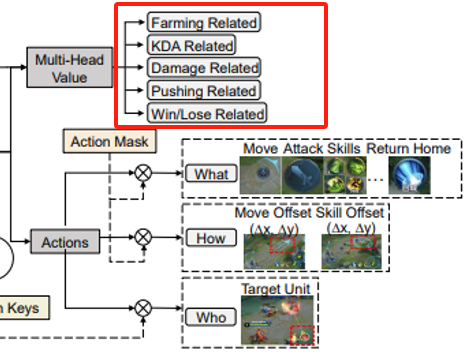 Farming Related
KDA Related
Multi-Head
Value
Damage Related
Pushing Related
Win/Lose Related
Action Mask
Move Attack Skills Return Home
What
...
Move Offset Skill Offset
(Δx, Δy) (Δx, Δy)
Actions
How
Target Unit
Keys
Who